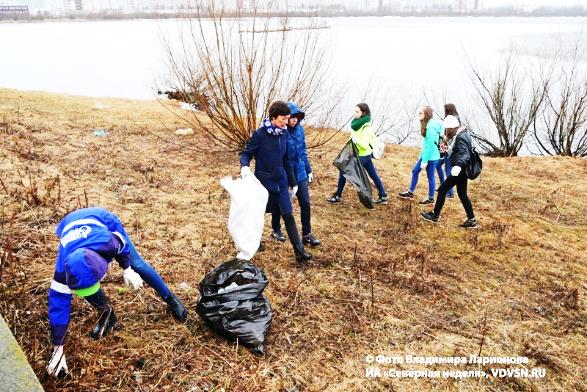 © Фото Владимира Ларионова
ИА «Северная неделя», VDVSN.RU